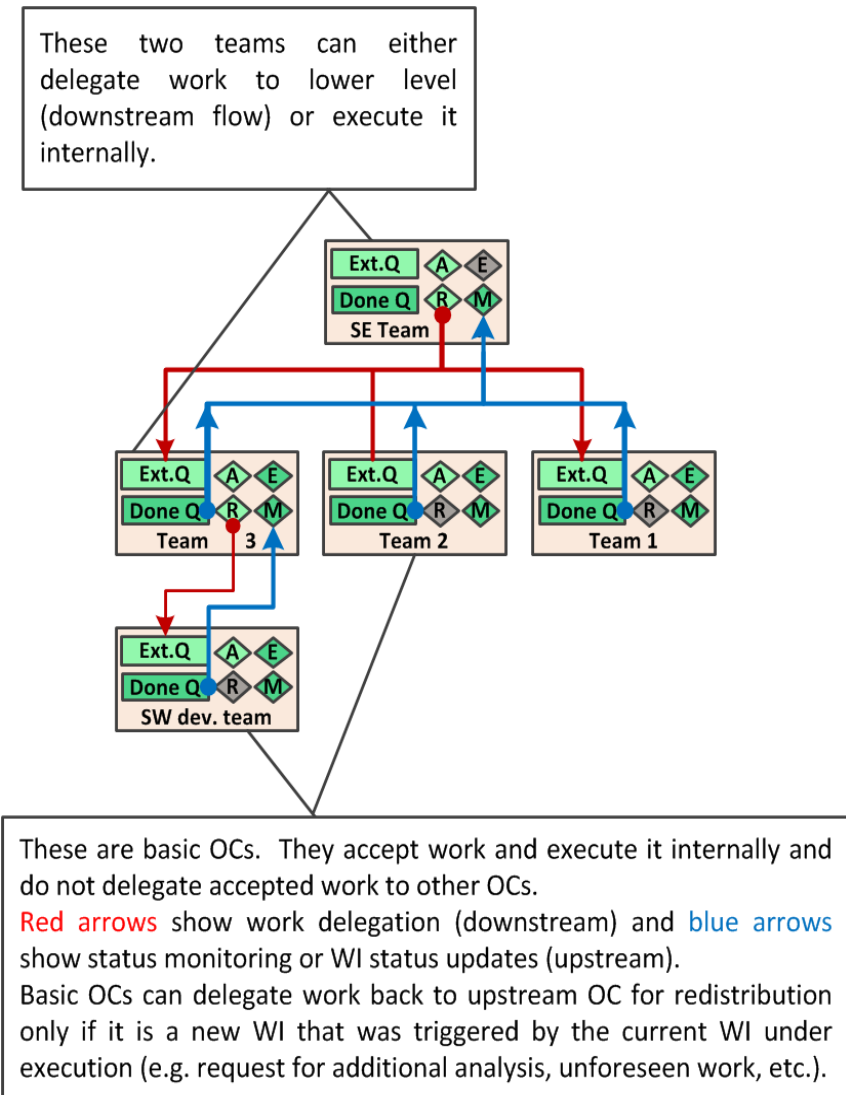 These two teams can either
delegate work to lower level
(downstream flow) or execute it
internally.
Ext.Q A E
Done Q R M
SE Team
Ext.Q A E
Done Q R M
Team 3
Ext.Q A E
Done Q R M
Team 2
Ext.Q A E
Done Q R M
Team 1
Ext.Q A E
Done Q R M
SW dev. team
These are basic OCs. They accept work and execute it internally and
do not delegate accepted work to other OCs.
Red arrows show work delegation (downstream) and blue arrows
show status monitoring or WI status updates (upstream).
Basic OCs can delegate work back to upstream OC for redistribution
only if it is a new WI that was triggered by the current WI under
execution (e.g. request for additional analysis, unforeseen work, etc.).